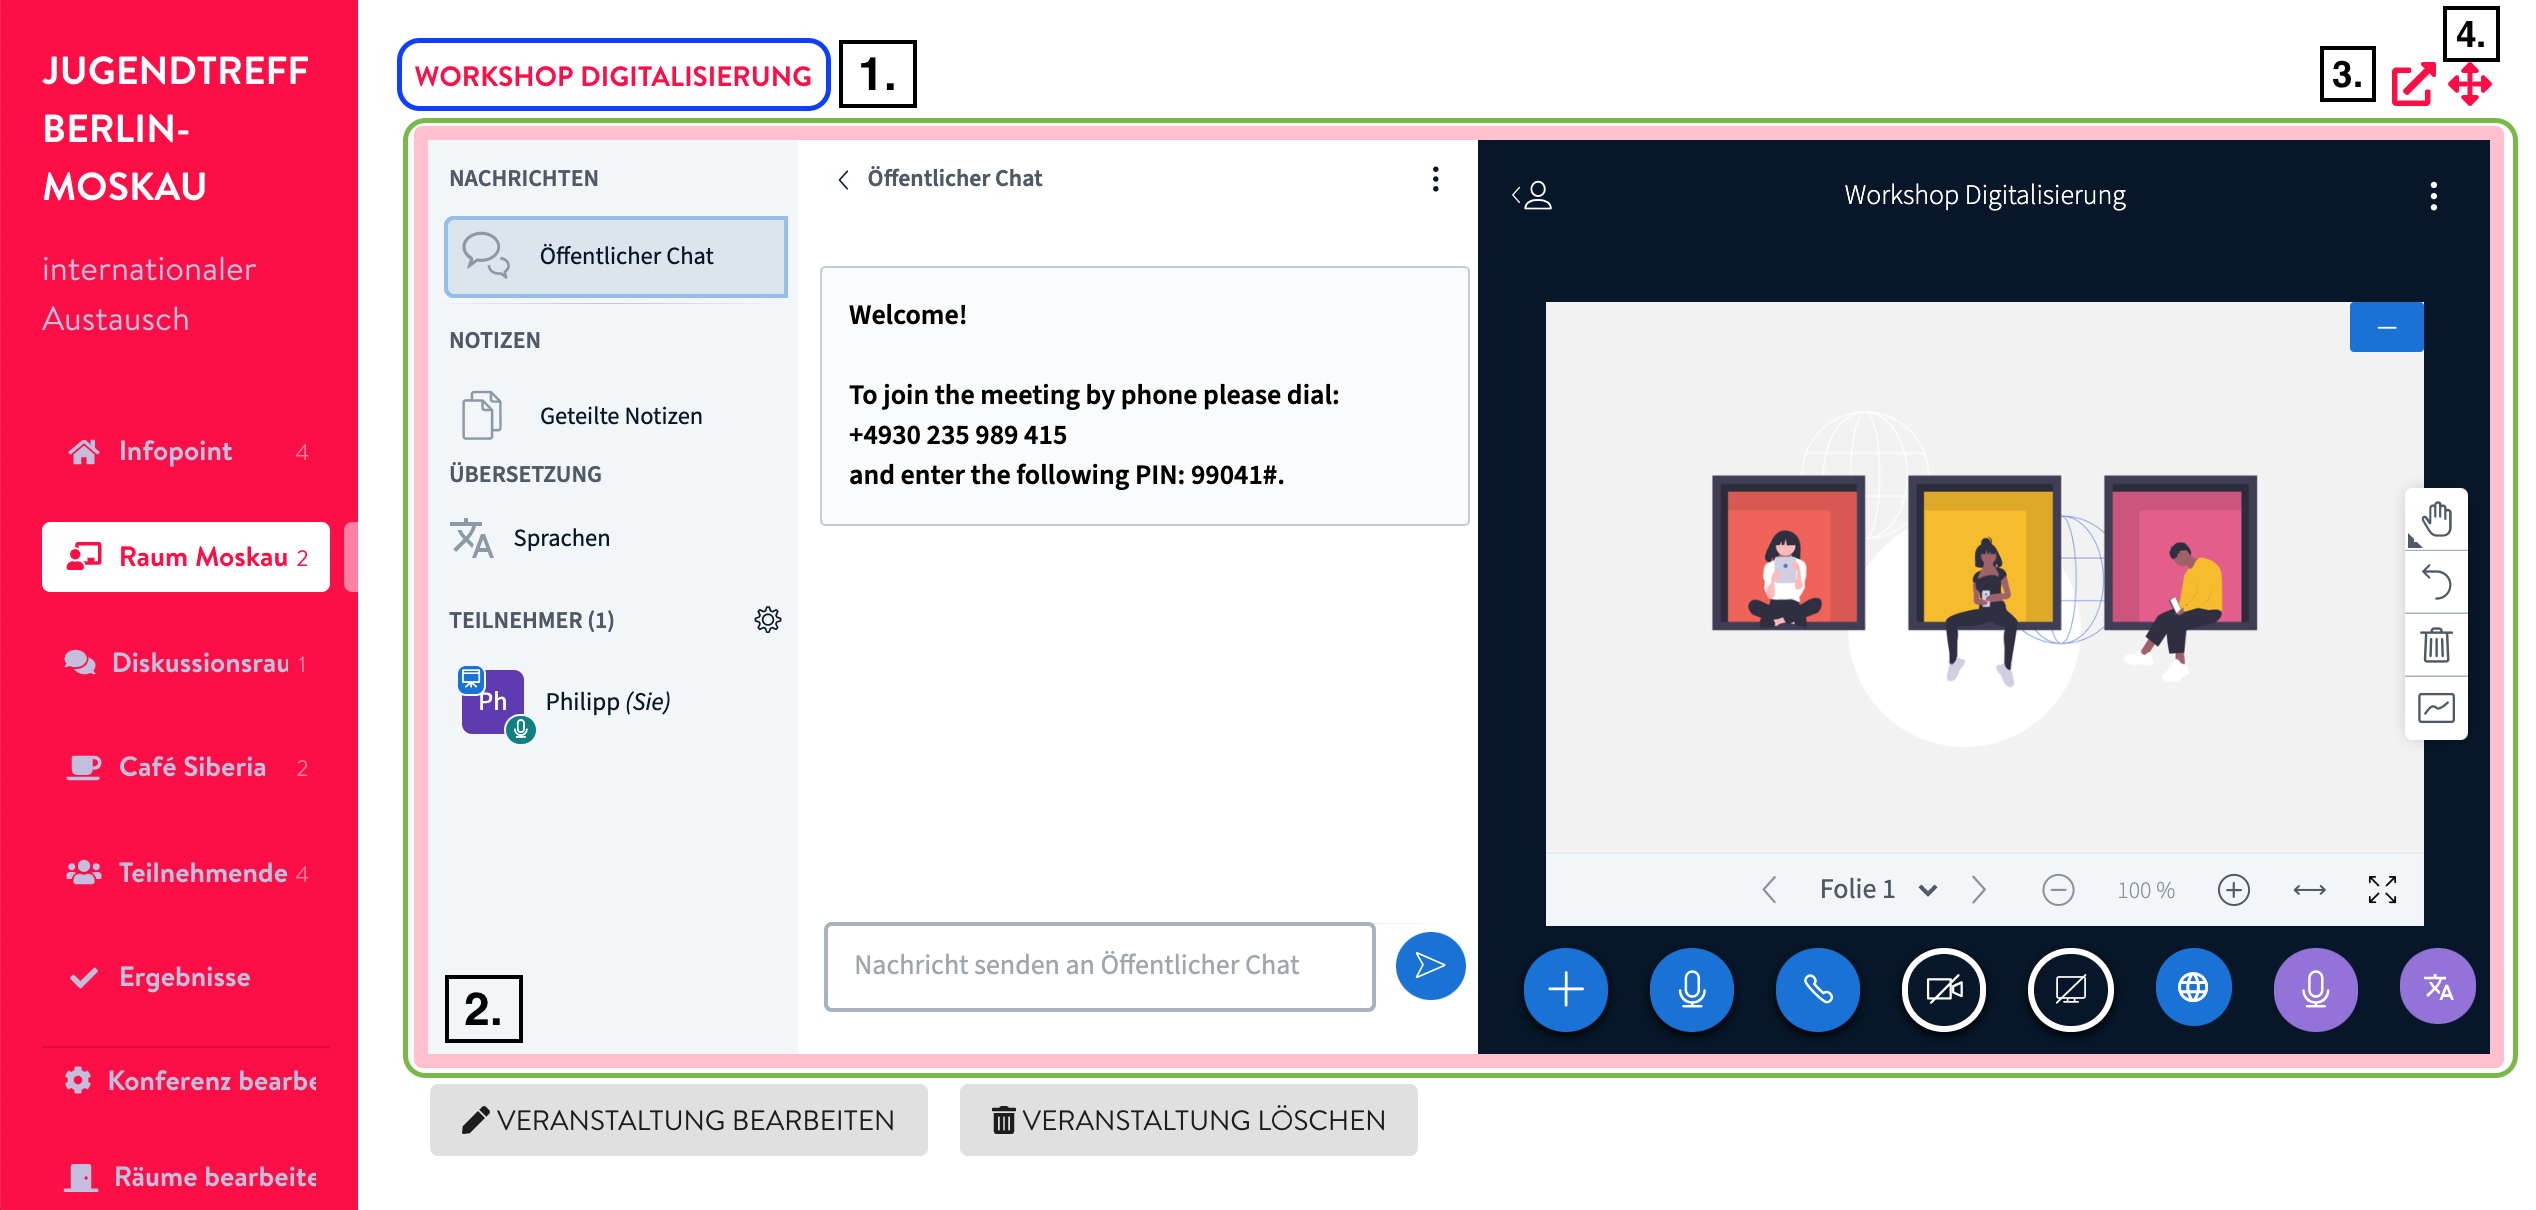 JUGENDTREFF
BERLIN-
MOSKAU
internationaler
Austausch
Infopoint 4
Raum Moskau 2
Diskussionsrau 1
Café Siberia 2
Teilnehmende 4
Ergebnisse
Konferenz bearbe
Räume bearbeite
WORKSHOP DIGITALISIERUNG
1.
3.
4.
NACHRICHTEN
Öffentlicher Chat
NOTIZEN
Geteilte Notizen
ÜBERSETZUNG
Sprachen
TEILNEHMER (1)
Ph
Philipp (Sie)
2.
Öffentlicher Chat
Welcome!
To join the meeting by phone please dial:
+4930 235 989 415
and enter the following PIN: 99041#.
Nachricht senden an Öffentlicher Chat
Workshop Digitalisierung
Folie 1
100 %
VERANSTALTUNG BEARBEITEN
VERANSTALTUNG LÖSCHEN